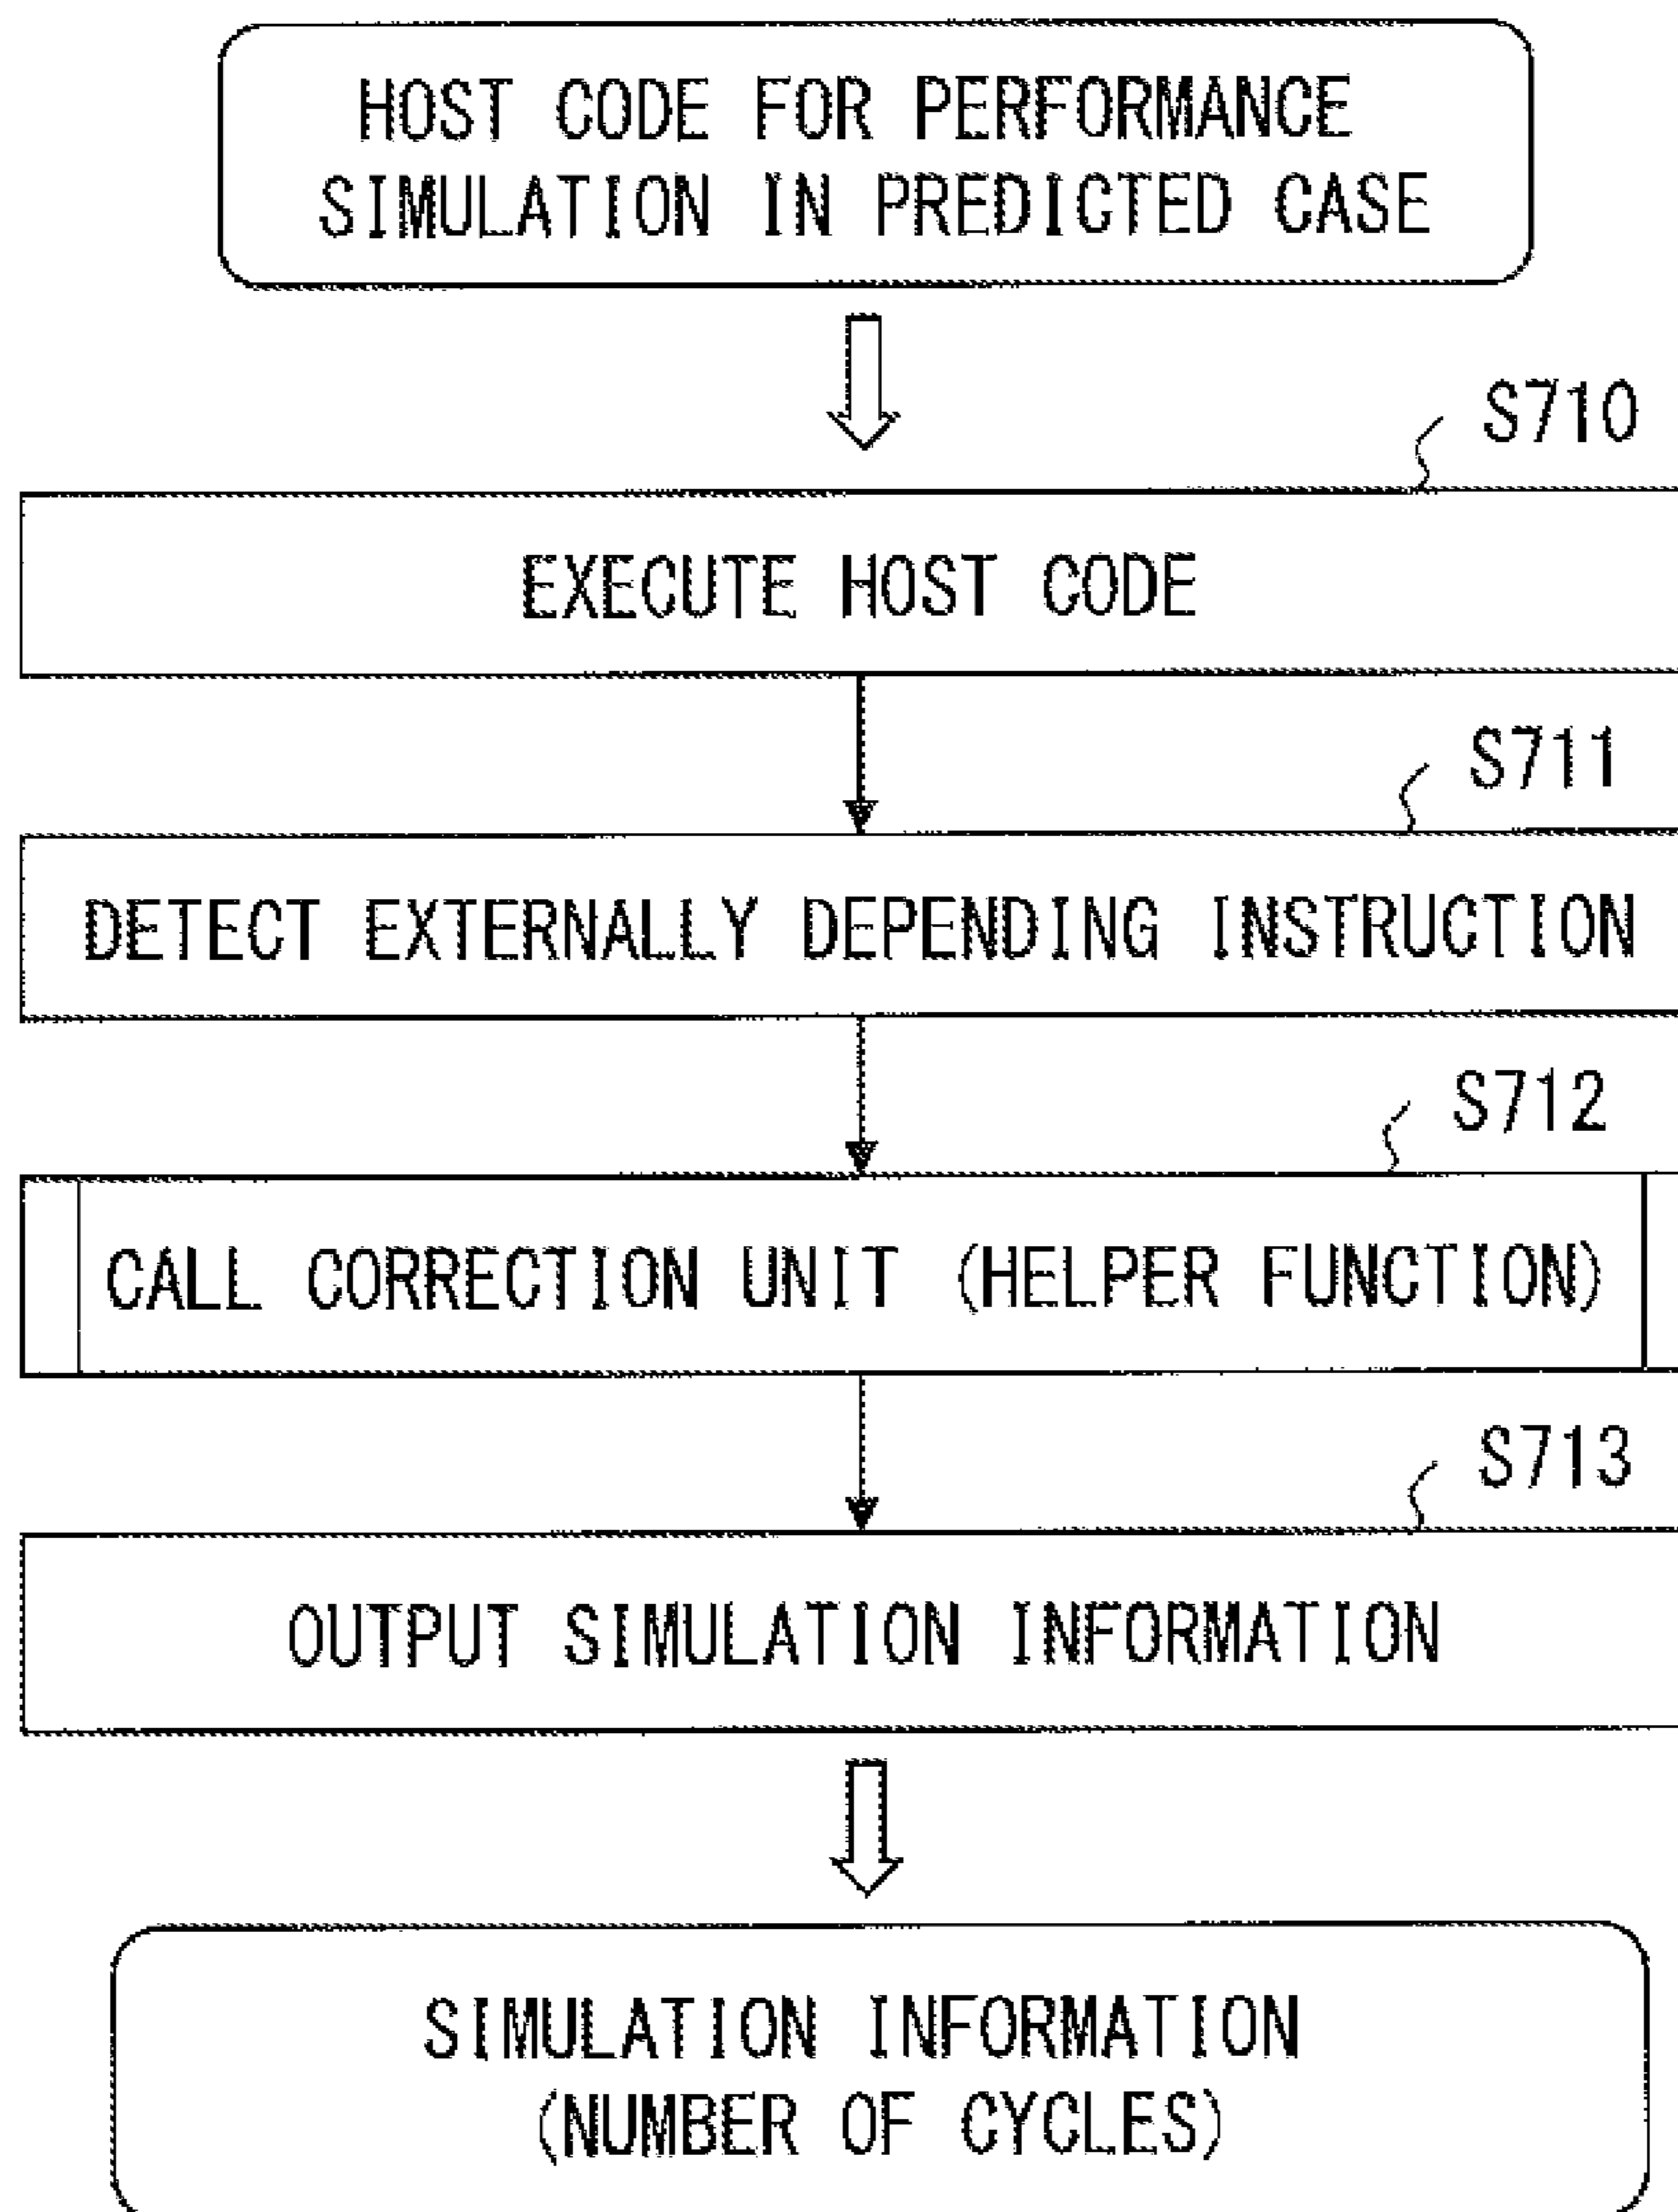 HOST CODE FOR PERFORMANCE
SIMULATION IN PREDICTED CASE
S710
EXECUTE HOST CODE
S711
DETECT EXTERNALLY DEPENDING INSTRUCTION
S712
CALL CORRECTION UNIT (HELPER FUNCTION)
S713
OUTPUT SIMULATION INFORMATION
SIMULATION INFORMATION
(NUMBER OF CYCLES)